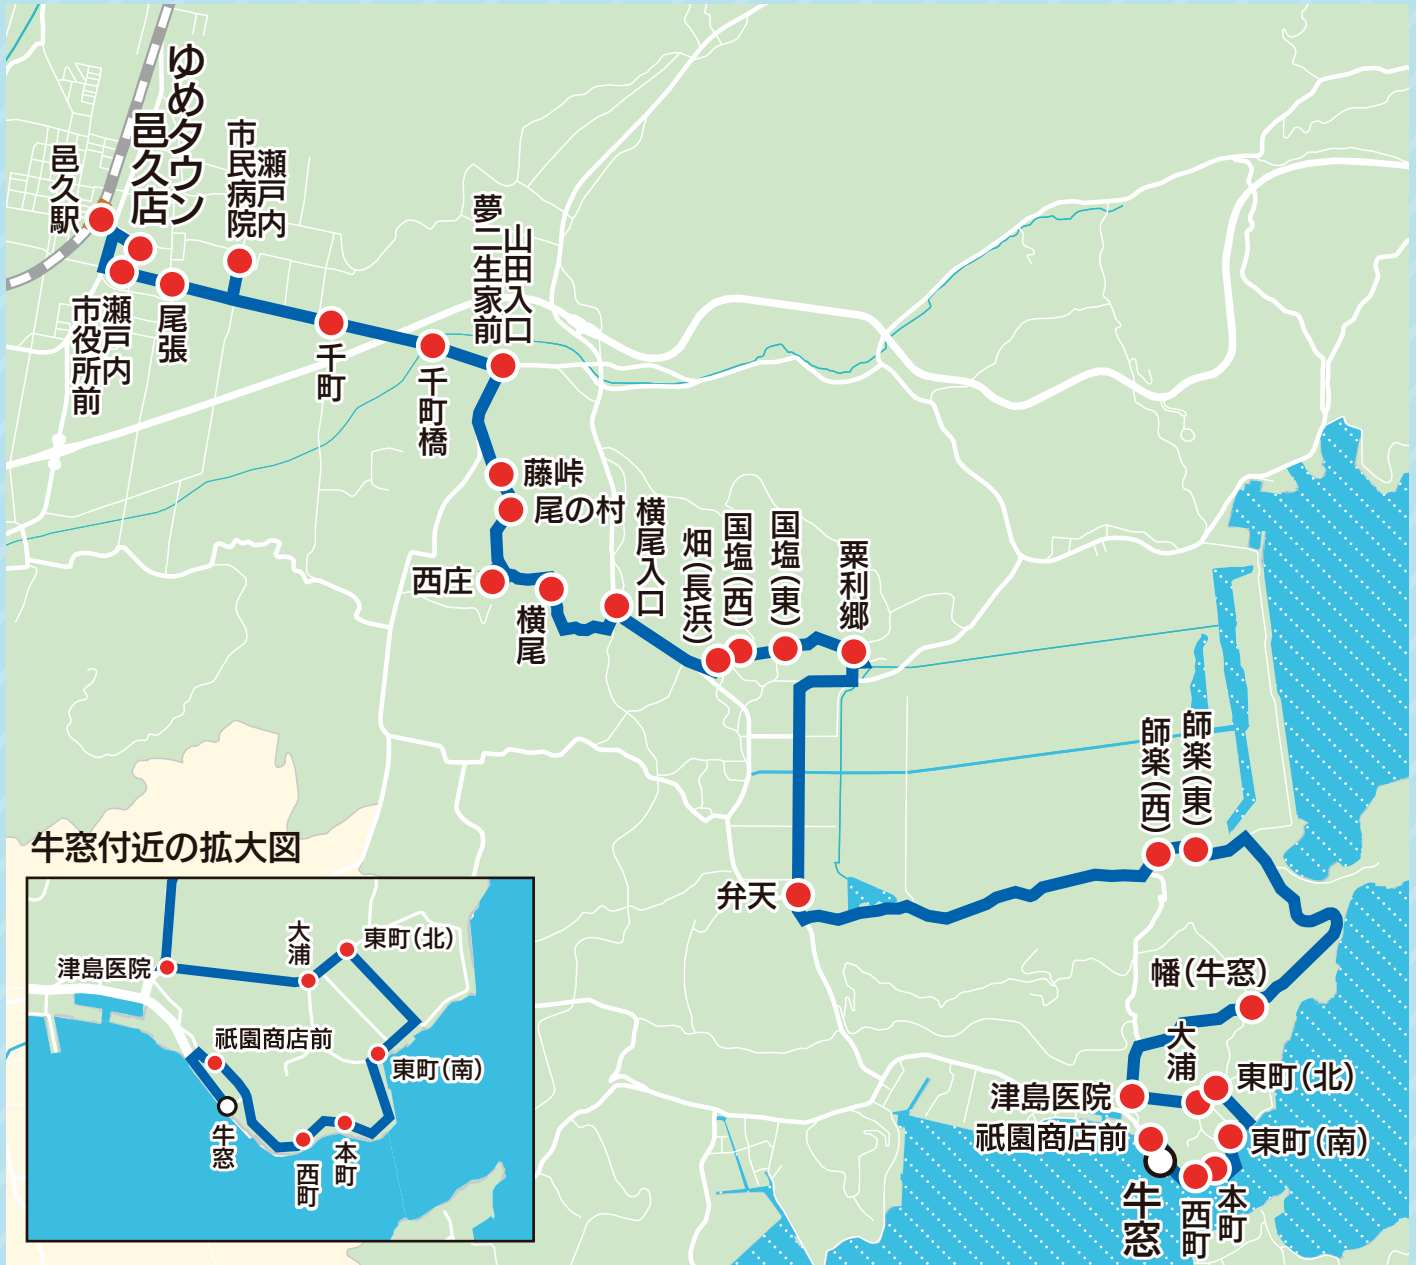 邑久駅
ゆめタウン
邑久店
瀬戸内
市民病院
瀬戸内
市役所前
尾張
千町
千町橋
山田入口
夢二生家前
藤峠
尾の村
西庄
横尾
横尾入口
畑(長浜)
国塩(西)
国塩(東)
粟利郷
弁天
師楽(西)
師楽(東)
幡(牛窓)
大浦
津島医院
東町(北)
東町(南)
祇園商店前
牛窓
西町
本町
牛窓付近の拡大図
津島医院
大浦
東町(北)
東町(南)
祇園商店前
牛窓
西町
本町